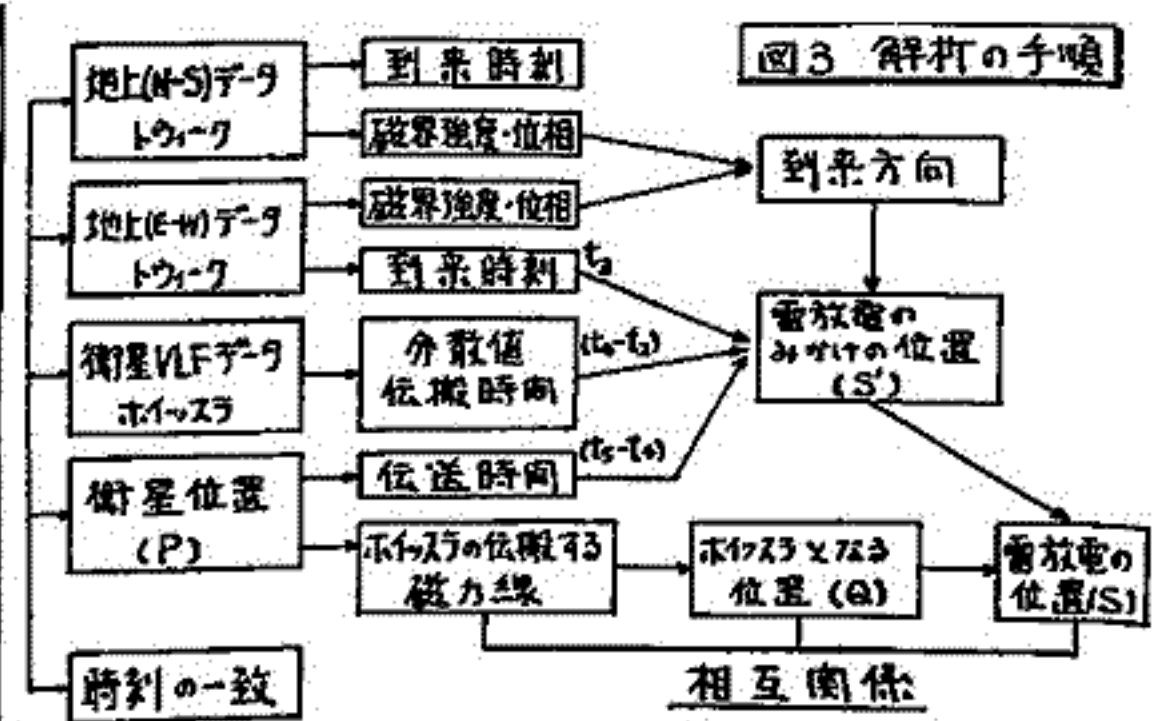 図3 解析の手順
地上(N-S)データ
トウィーク
到来時刻
磁界強度・位相
地上(E-W)データ
トウィーク
磁界強度・位相
到来時刻
到来方向
衛星VLFデータ
ホイッスラ
分散値
伝搬時間
(t4-t3)
雷放電の
みかけの位置
(S')
衛星位置
(P)
伝送時間
(t5-t4)
ホイッスラの伝搬する
磁力線
ホイッスラとなる
位置(Q)
雷放電の
位置(S)
時刻の一致
相互関係